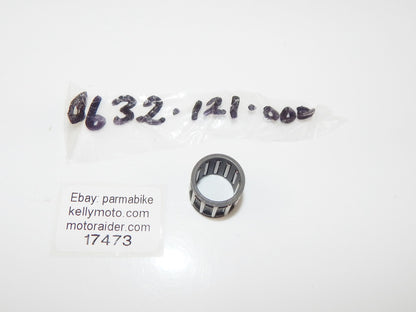 0632.121.000
Ebay: parmabike
kellymoto.com
motoraider.com
17473